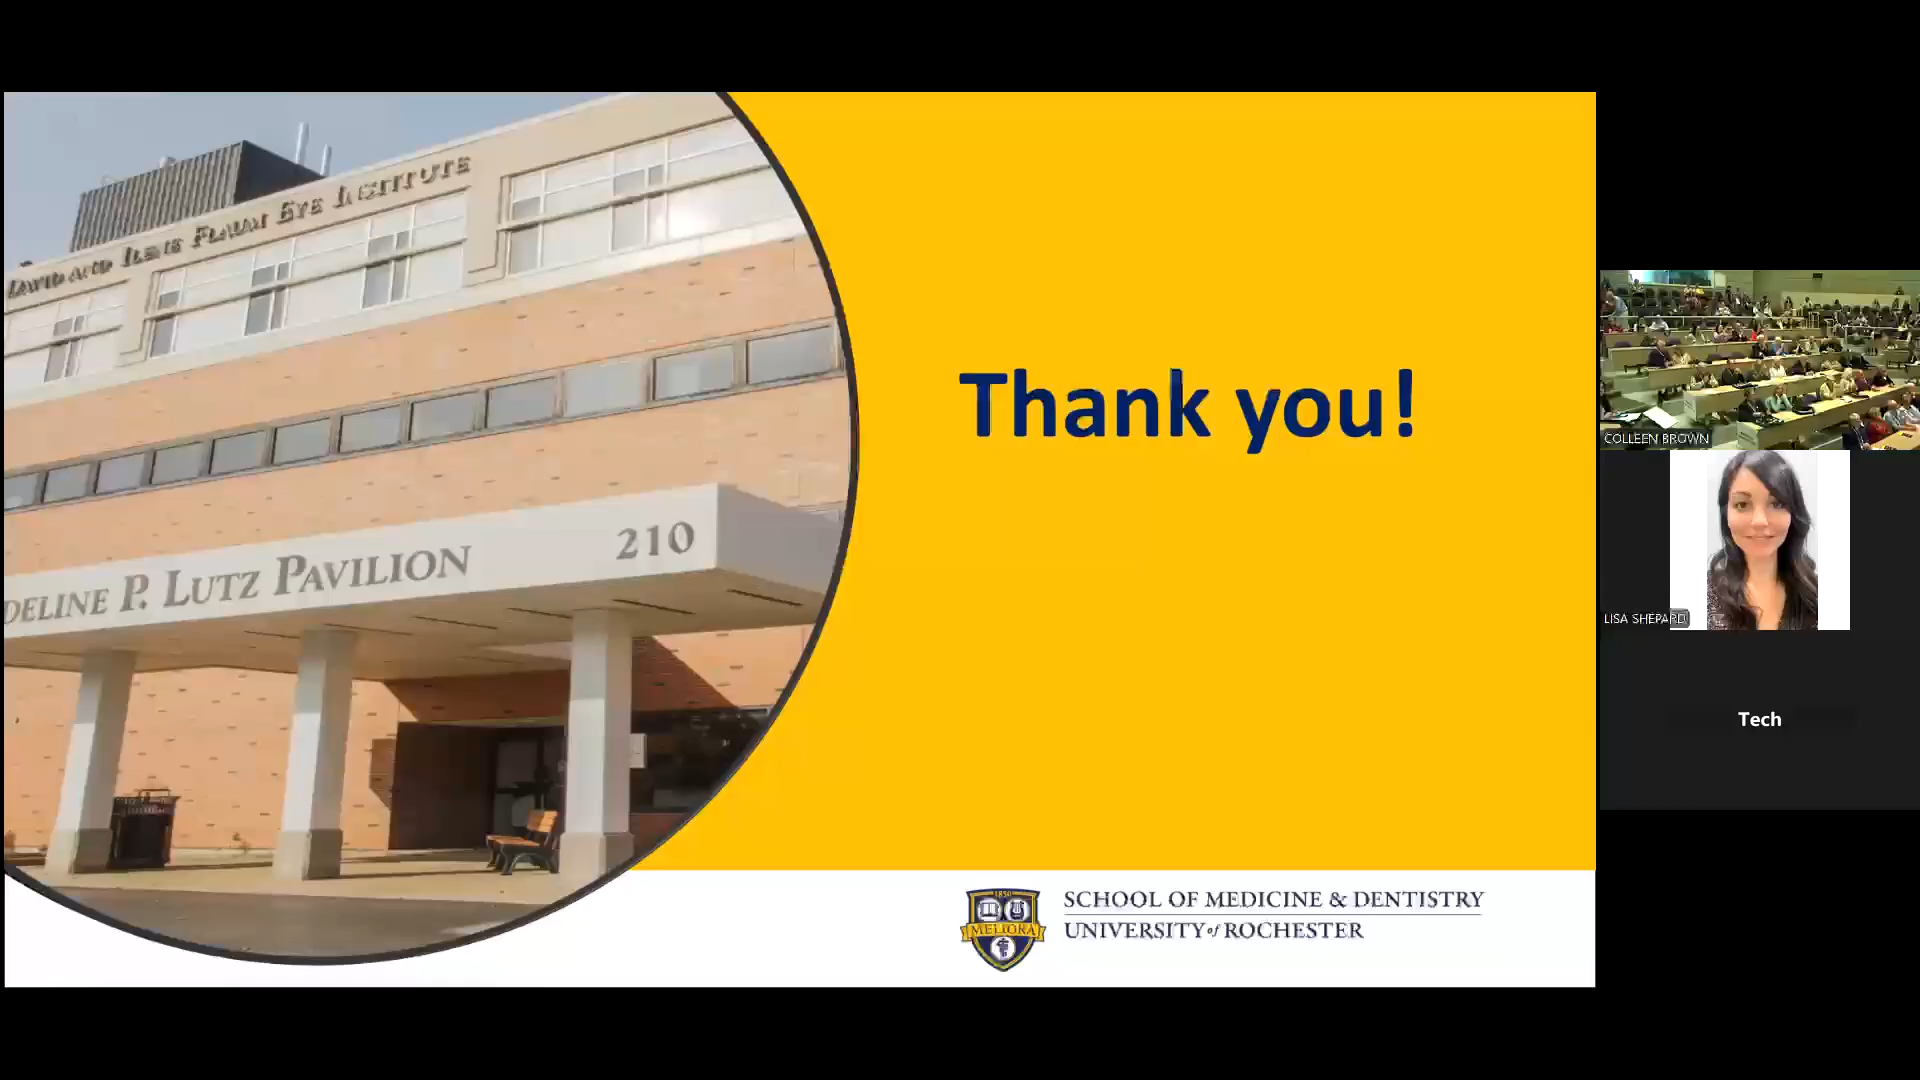 DAVID AND ILENE FLAUM EYE INSTITUTE
DELINE P. LUTZ PAVILION 210
Thank you!
1850
MELIORA
SCHOOL OF MEDICINE & DENTISTRY
UNIVERSITY of ROCHESTER
COLLEEN BROWN
LISA SHEPARD
Tech